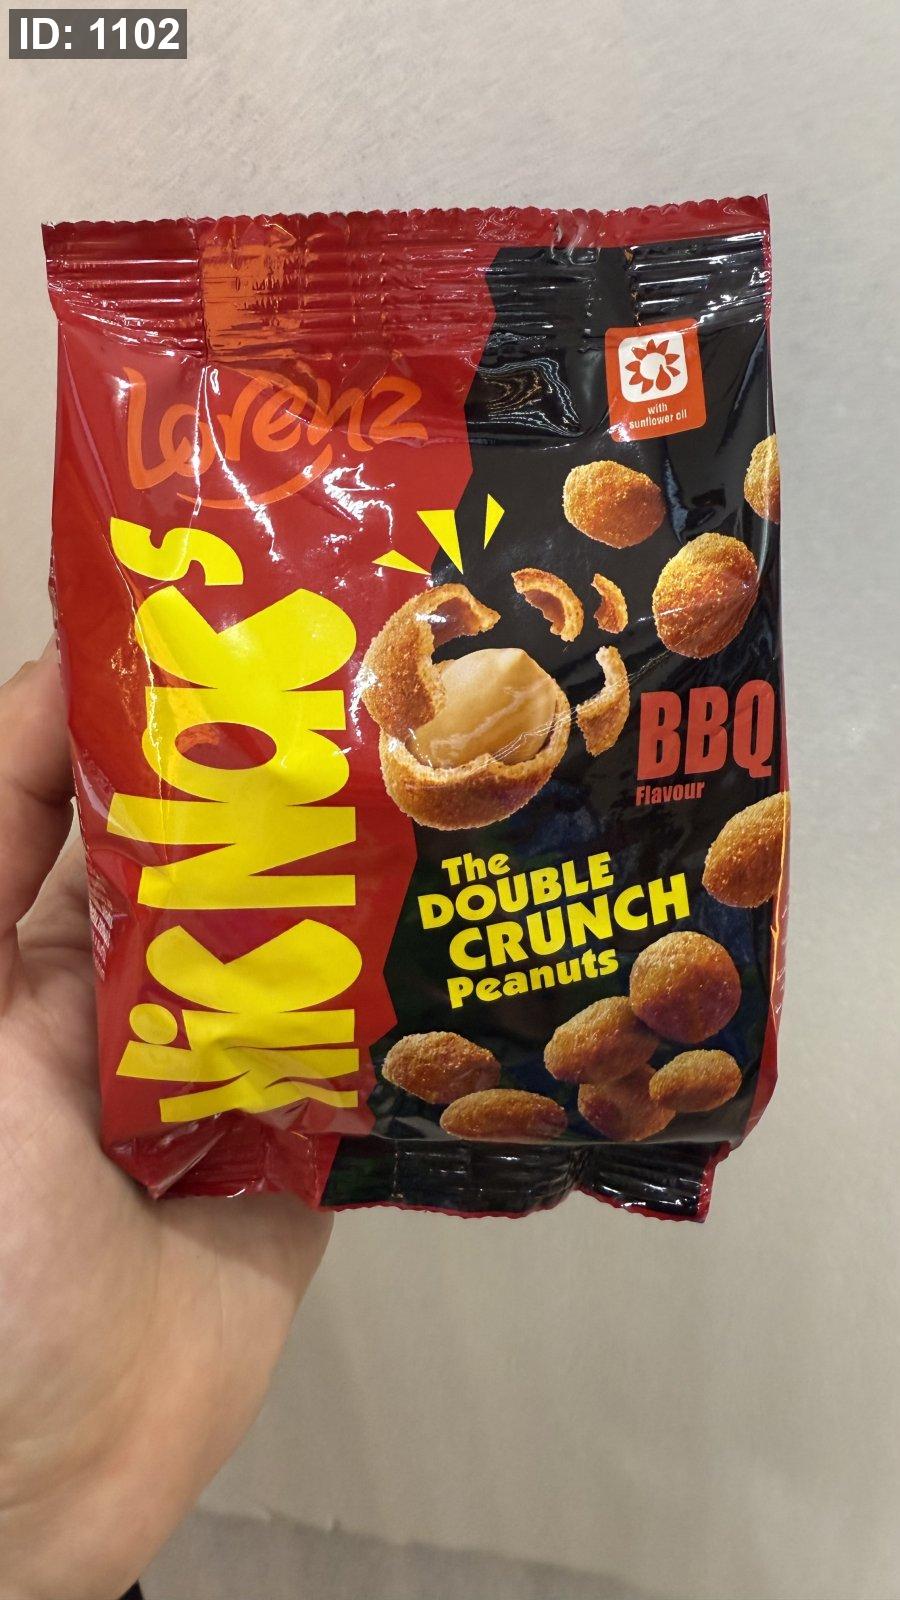 ID: 1102
Lorenz
with
sunflower oil
NicNac's
BBQ
Flavour
The
DOUBLE
CRUNCH
Peanuts